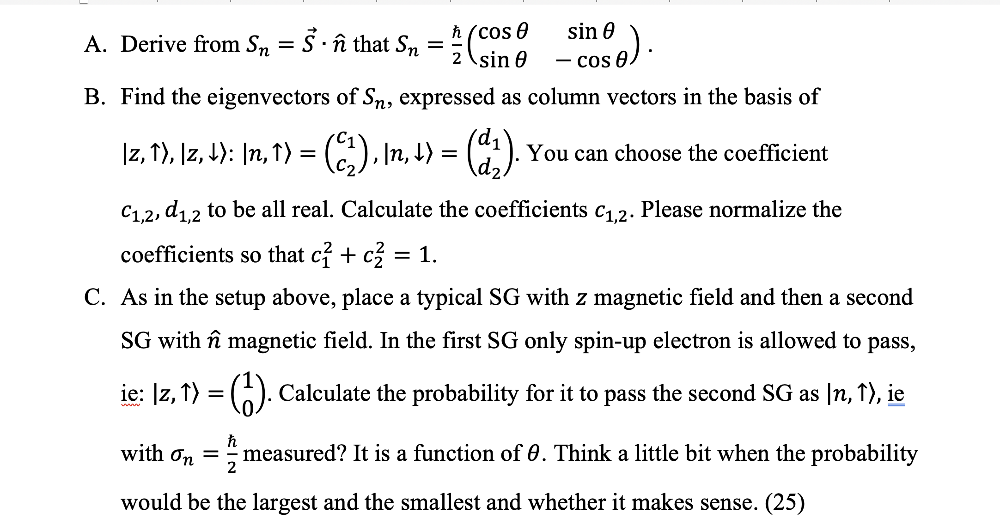 A. Derive from $S_n = \vec{S} \cdot \hat{n}$ that $S_n = \frac{\hbar}{2}\begin{pmatrix} \cos\theta & \sin\theta \\ \sin\theta & -\cos\theta \end{pmatrix}$.
B. Find the eigenvectors of $S_n$, expressed as column vectors in the basis of
$|z,\uparrow\rangle, |z,\downarrow\rangle$: $|n,\uparrow\rangle = \begin{pmatrix} c_1 \\ c_2 \end{pmatrix}, |n,\downarrow\rangle = \begin{pmatrix} d_1 \\ d_2 \end{pmatrix}$. You can choose the coefficient
$c_{1,2}, d_{1,2}$ to be all real. Calculate the coefficients $c_{1,2}$. Please normalize the
coefficients so that $c_1^2 + c_2^2 = 1$.
C. As in the setup above, place a typical SG with $z$ magnetic field and then a second
SG with $\hat{n}$ magnetic field. In the first SG only spin-up electron is allowed to pass,
ie: $|z,\uparrow\rangle = \begin{pmatrix} 1 \\ 0 \end{pmatrix}$. Calculate the probability for it to pass the second SG as $|n,\uparrow\rangle$, ie
with $\sigma_n = \frac{\hbar}{2}$ measured? It is a function of $\theta$. Think a little bit when the probability
would be the largest and the smallest and whether it makes sense. (25)